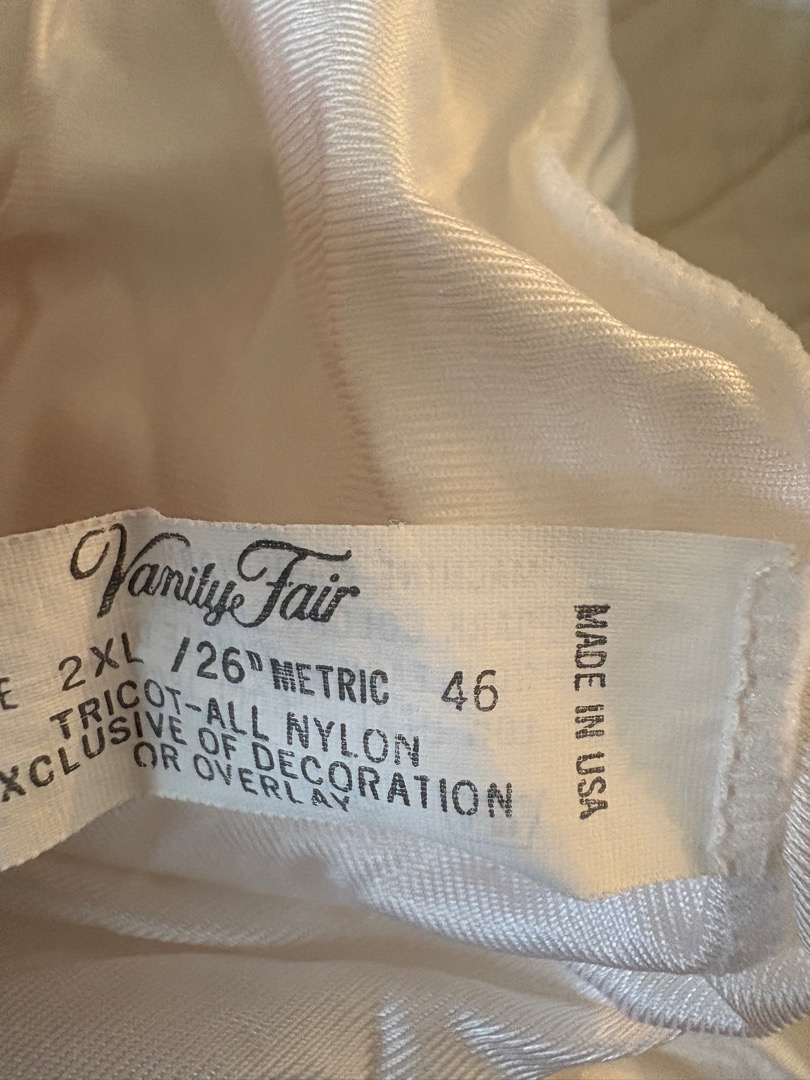 Vanity Fair
E 2XL /26" METRIC 46
TRICOT-ALL NYLON
XCLUSIVE OF DECORATION
OR OVERLAY
MADE IN USA